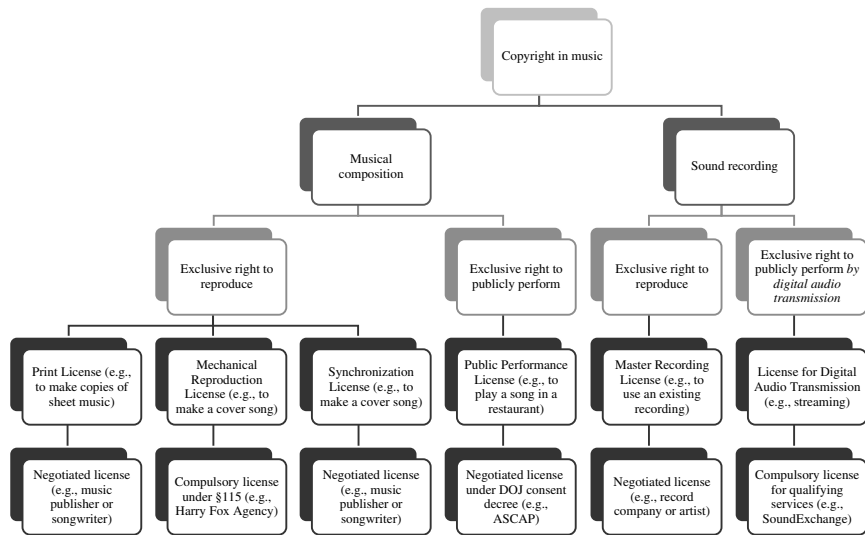 Copyright in music
Musical
composition
Sound recording
Exclusive right to
reproduce
Exclusive right to
publicly perform
Exclusive right to
reproduce
Exclusive right to
publicly perform by
digital audio
transmission
Print License (e.g.,
to make copies of
sheet music)
Mechanical
Reproduction
License (e.g., to
make a cover song)
Synchronization
License (e.g., to
make a cover song)
Public Performance
License (e.g., to
play a song in a
restaurant)
Master Recording
License (e.g., to
use an existing
recording)
License for Digital
Audio Transmission
(e.g., streaming)
Negotiated license
(e.g., music
publisher or
songwriter)
Compulsory license
under §115 (e.g.,
Harry Fox Agency)
Negotiated license
(e.g., music
publisher or
songwriter)
Negotiated license
under DOJ consent
decree (e.g.,
ASCAP)
Negotiated license
(e.g., record
company or artist)
Compulsory license
for qualifying
services (e.g.,
SoundExchange)